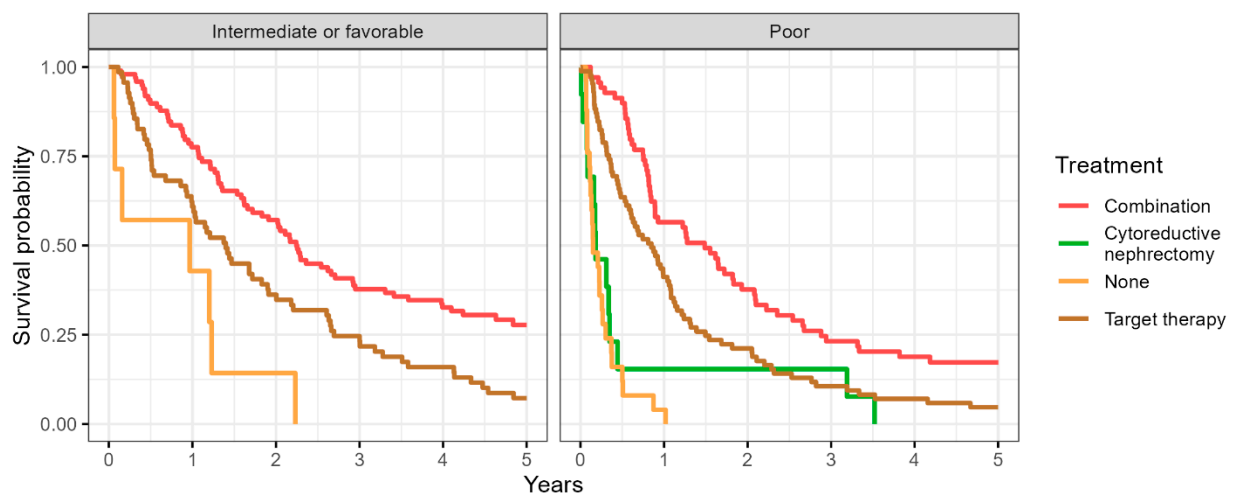 Intermediate or favorable
Poor
1.00
0.75
0.50
0.25
0.00
Survival probability
0 1 2 3 4 5
0 1 2 3 4 5
Years
Treatment
Combination
Cytoreductive
nephrectomy
None
Target therapy